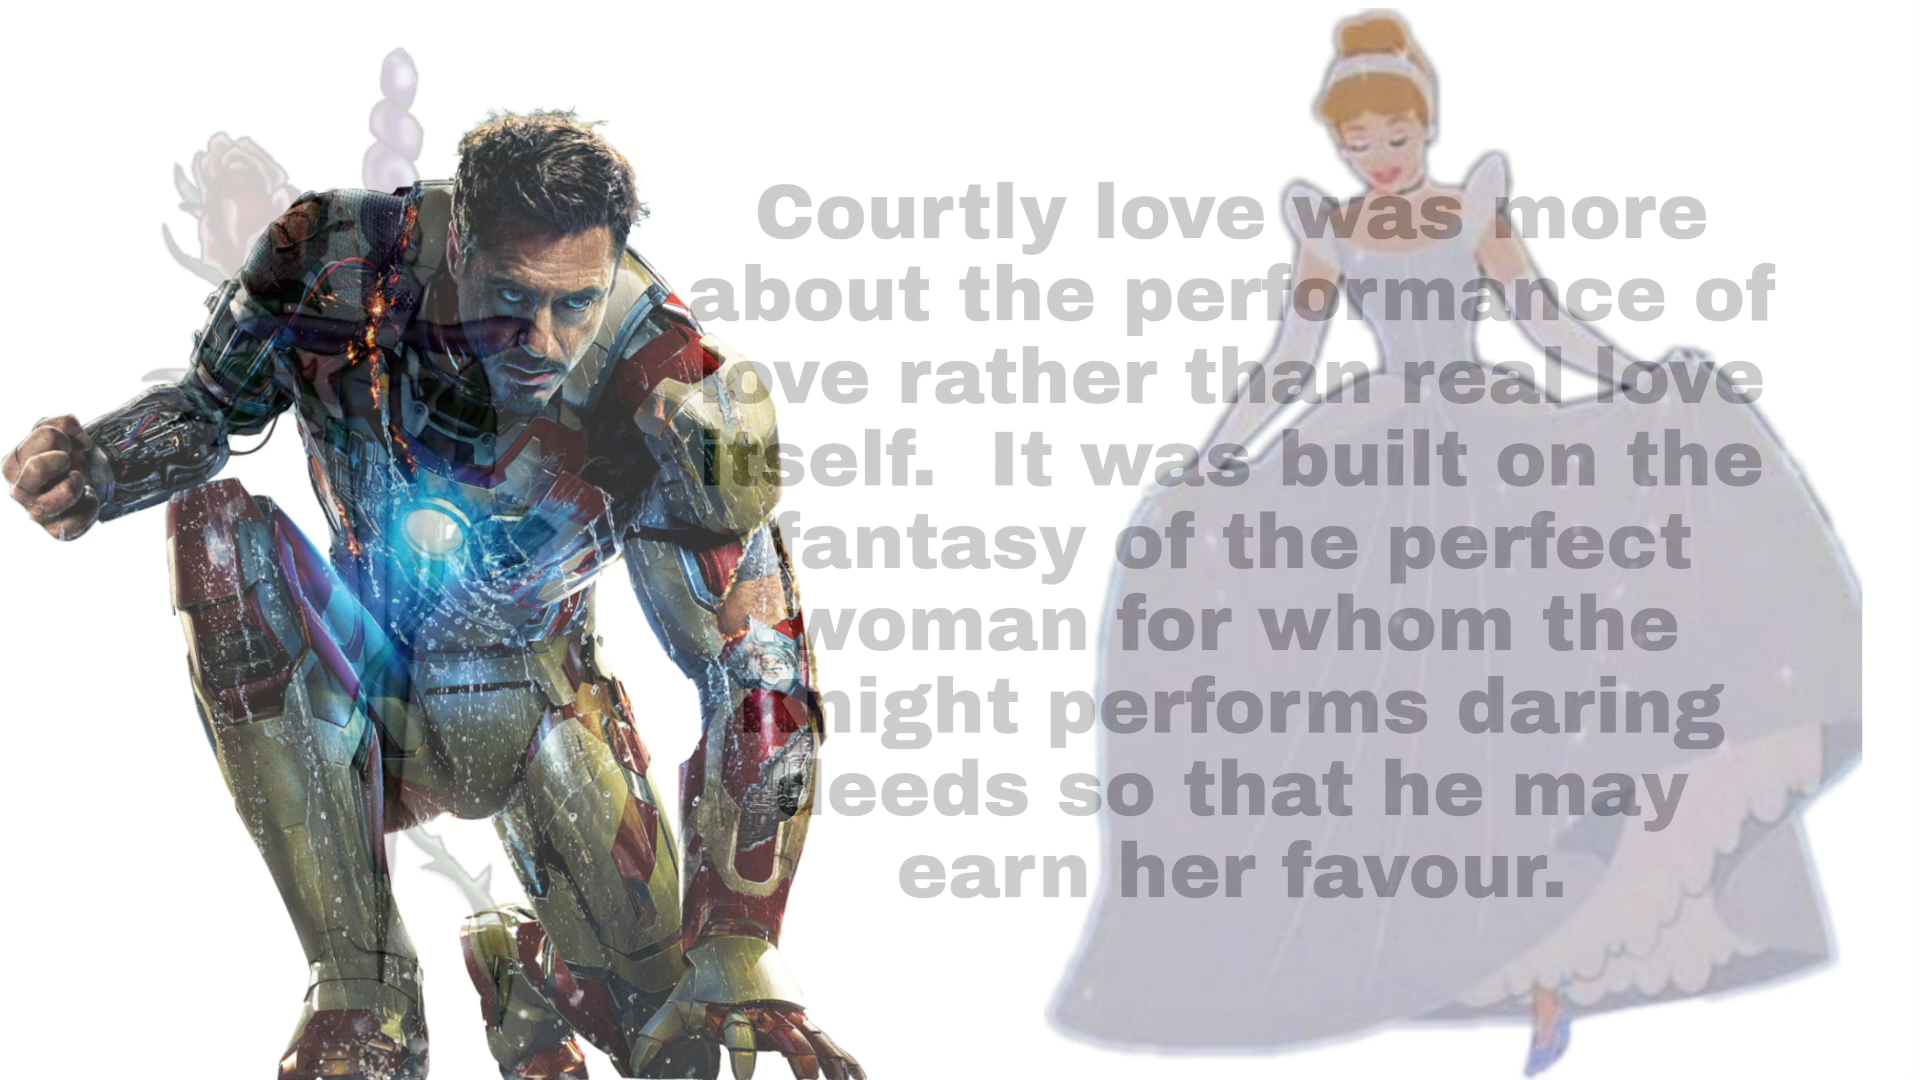 Courtly love was more
about the performance of
love rather than real love
itself.  It was built on the
fantasy of the perfect
woman for whom the
knight performs daring
deeds so that he may
earn her favour.